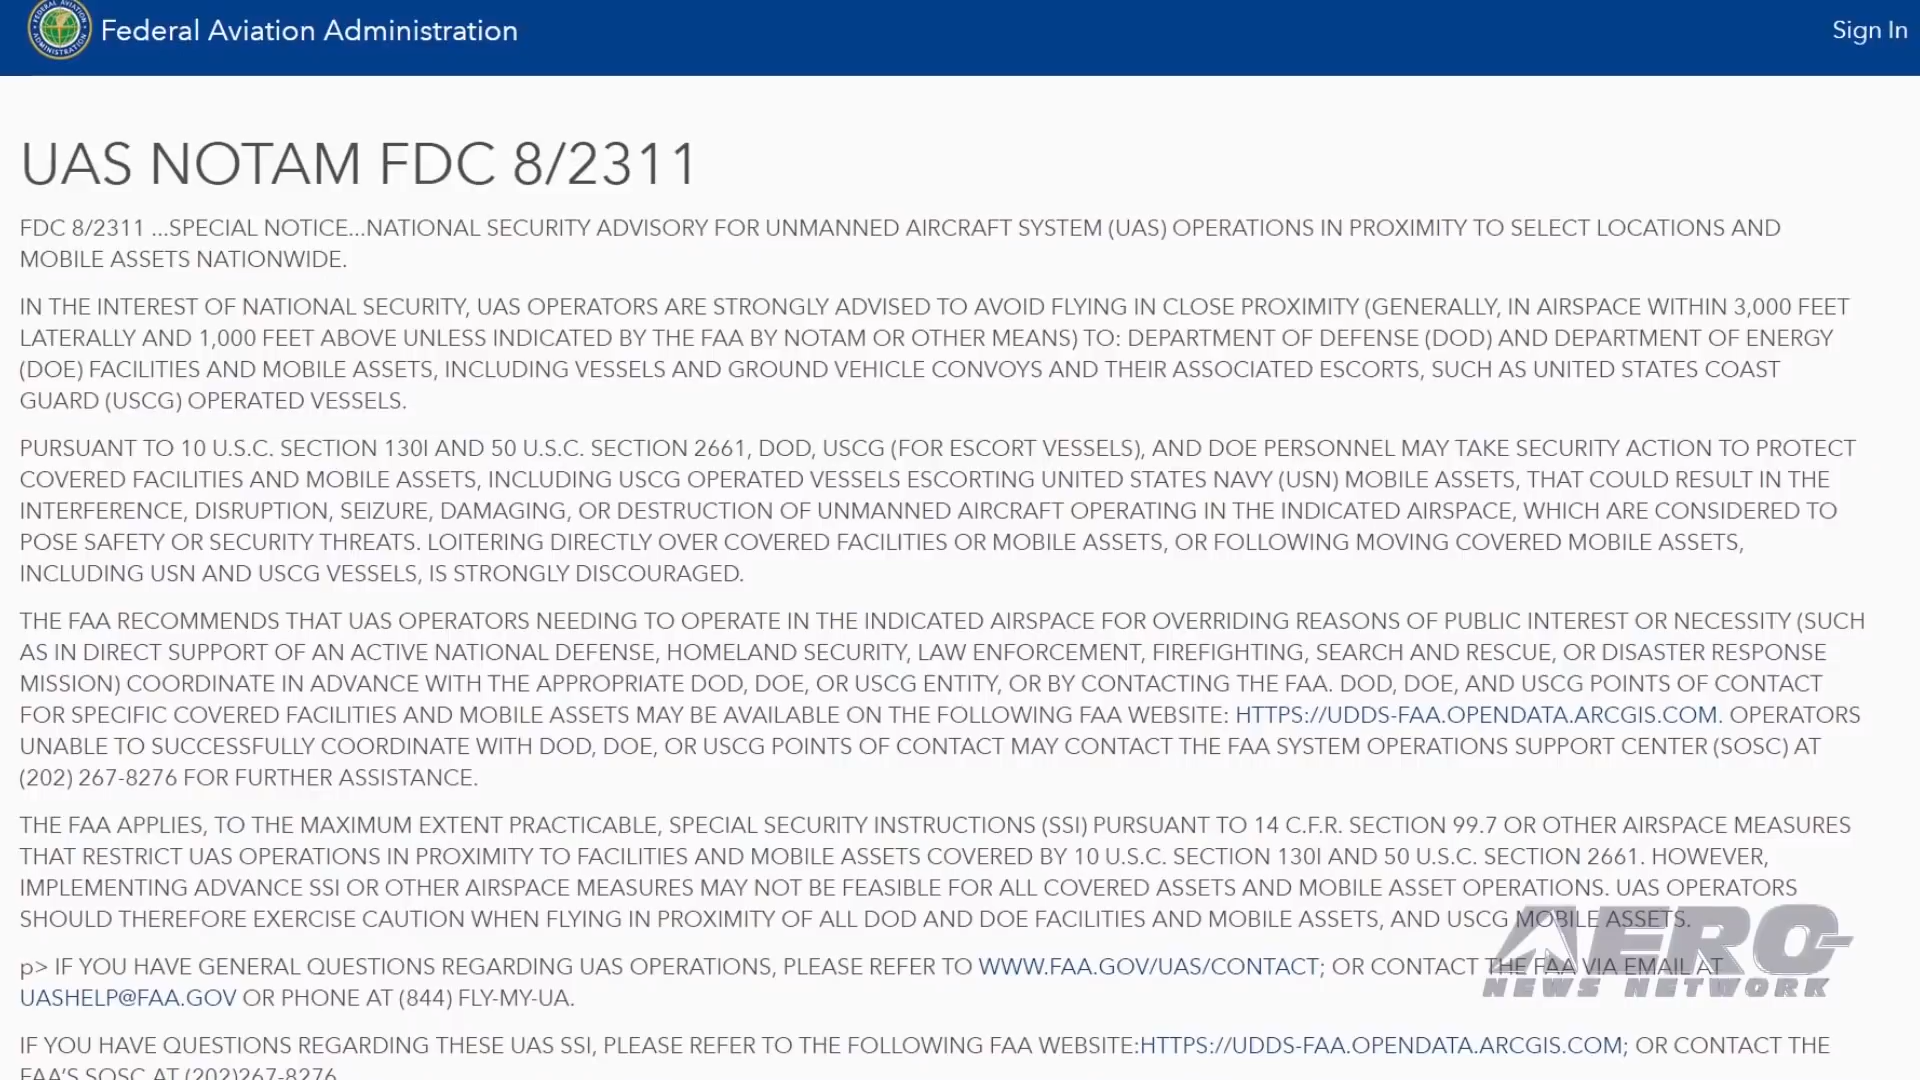 Federal Aviation Administration
Sign In
UAS NOTAM FDC 8/2311
FDC 8/2311 ...SPECIAL NOTICE...NATIONAL SECURITY ADVISORY FOR UNMANNED AIRCRAFT SYSTEM (UAS) OPERATIONS IN PROXIMITY TO SELECT LOCATIONS AND
MOBILE ASSETS NATIONWIDE.
IN THE INTEREST OF NATIONAL SECURITY, UAS OPERATORS ARE STRONGLY ADVISED TO AVOID FLYING IN CLOSE PROXIMITY (GENERALLY, IN AIRSPACE WITHIN 3,000 FEET
LATERALLY AND 1,000 FEET ABOVE UNLESS INDICATED BY THE FAA BY NOTAM OR OTHER MEANS) TO: DEPARTMENT OF DEFENSE (DOD) AND DEPARTMENT OF ENERGY
(DOE) FACILITIES AND MOBILE ASSETS, INCLUDING VESSELS AND GROUND VEHICLE CONVOYS AND THEIR ASSOCIATED ESCORTS, SUCH AS UNITED STATES COAST
GUARD (USCG) OPERATED VESSELS.
PURSUANT TO 10 U.S.C. SECTION 130I AND 50 U.S.C. SECTION 2661, DOD, USCG (FOR ESCORT VESSELS), AND DOE PERSONNEL MAY TAKE SECURITY ACTION TO PROTECT
COVERED FACILITIES AND MOBILE ASSETS, INCLUDING USCG OPERATED VESSELS ESCORTING UNITED STATES NAVY (USN) MOBILE ASSETS, THAT COULD RESULT IN THE
INTERFERENCE, DISRUPTION, SEIZURE, DAMAGING, OR DESTRUCTION OF UNMANNED AIRCRAFT OPERATING IN THE INDICATED AIRSPACE, WHICH ARE CONSIDERED TO
POSE SAFETY OR SECURITY THREATS. LOITERING DIRECTLY OVER COVERED FACILITIES OR MOBILE ASSETS, OR FOLLOWING MOVING COVERED MOBILE ASSETS,
INCLUDING USN AND USCG VESSELS, IS STRONGLY DISCOURAGED.
THE FAA RECOMMENDS THAT UAS OPERATORS NEEDING TO OPERATE IN THE INDICATED AIRSPACE FOR OVERRIDING REASONS OF PUBLIC INTEREST OR NECESSITY (SUCH
AS IN DIRECT SUPPORT OF AN ACTIVE NATIONAL DEFENSE, HOMELAND SECURITY, LAW ENFORCEMENT, FIREFIGHTING, SEARCH AND RESCUE, OR DISASTER RESPONSE
MISSION) COORDINATE IN ADVANCE WITH THE APPROPRIATE DOD, DOE, OR USCG ENTITY, OR BY CONTACTING THE FAA. DOD, DOE, AND USCG POINTS OF CONTACT
FOR SPECIFIC COVERED FACILITIES AND MOBILE ASSETS MAY BE AVAILABLE ON THE FOLLOWING FAA WEBSITE: HTTPS://UDDS-FAA.OPENDATA.ARCGIS.COM. OPERATORS
UNABLE TO SUCCESSFULLY COORDINATE WITH DOD, DOE, OR USCG POINTS OF CONTACT MAY CONTACT THE FAA SYSTEM OPERATIONS SUPPORT CENTER (SOSC) AT
(202) 267-8276 FOR FURTHER ASSISTANCE.
THE FAA APPLIES, TO THE MAXIMUM EXTENT PRACTICABLE, SPECIAL SECURITY INSTRUCTIONS (SSI) PURSUANT TO 14 C.F.R. SECTION 99.7 OR OTHER AIRSPACE MEASURES
THAT RESTRICT UAS OPERATIONS IN PROXIMITY TO FACILITIES AND MOBILE ASSETS COVERED BY 10 U.S.C. SECTION 130I AND 50 U.S.C. SECTION 2661. HOWEVER,
IMPLEMENTING ADVANCE SSI OR OTHER AIRSPACE MEASURES MAY NOT BE FEASIBLE FOR ALL COVERED ASSETS AND MOBILE ASSET OPERATIONS. UAS OPERATORS
SHOULD THEREFORE EXERCISE CAUTION WHEN FLYING IN PROXIMITY OF ALL DOD AND DOE FACILITIES AND MOBILE ASSETS, AND USCG MOBILE ASSETS.
p> IF YOU HAVE GENERAL QUESTIONS REGARDING UAS OPERATIONS, PLEASE REFER TO WWW.FAA.GOV/UAS/CONTACT; OR CONTACT THE FAA VIA EMAIL AT
UASHELP@FAA.GOV OR PHONE AT (844) FLY-MY-UA.
AERO-
NEWS NETWORK
IF YOU HAVE QUESTIONS REGARDING THESE UAS SSI, PLEASE REFER TO THE FOLLOWING FAA WEBSITE:HTTPS://UDDS-FAA.OPENDATA.ARCGIS.COM; OR CONTACT THE
FAA'S SOSC AT (202)267-8276